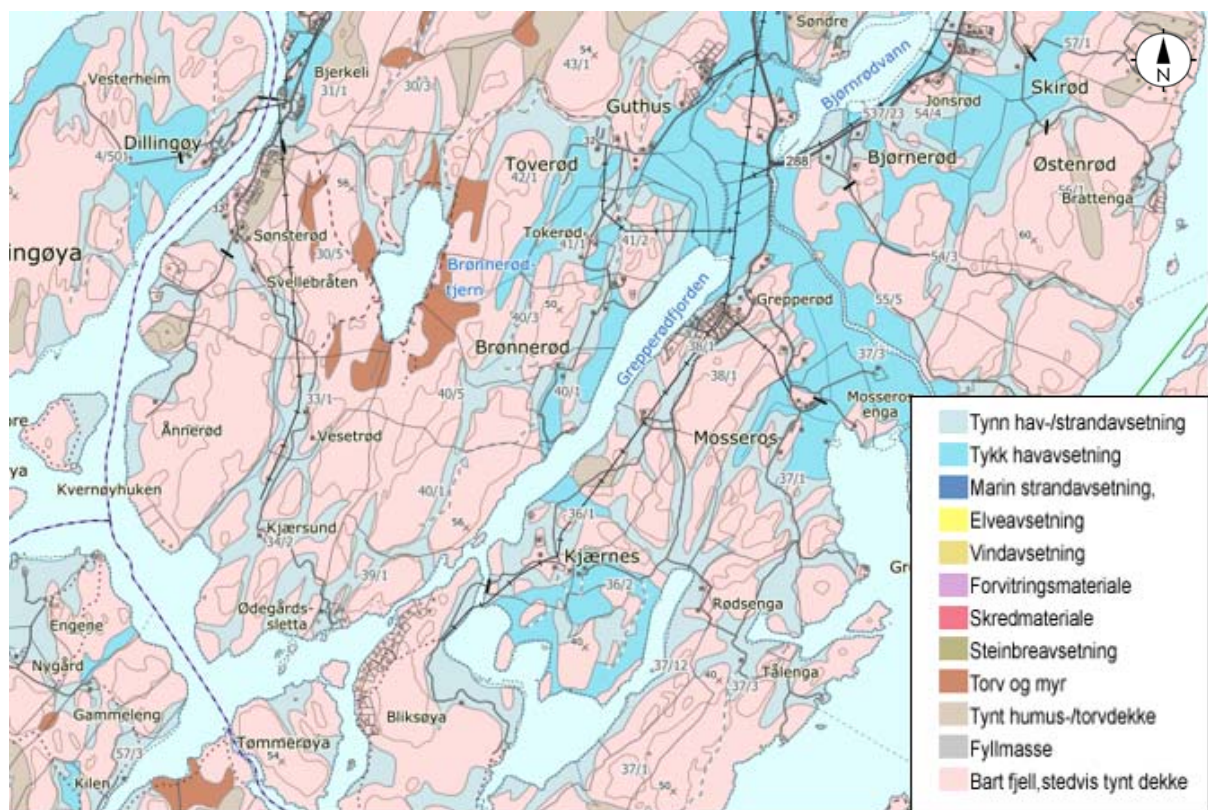 Søndre
57/1
54
43/1
N
Vesterheim
Bjerkeli
31/1
30/3
Bjørnrødvann
Skirød
Guthus
Jonsrød
537/23
54/4
Dillingøy
4/501
32
288
Bjørnerød
Østenrød
Toverød
42/1
56/1
Brattenga
Tokerød
41/1
41/2
Sønsterød
30/5
Brønnerød-
tjern
60
ingøya
Svellebråten
54/3
50
Grepperød
55/5
40/3
Brønnerød
Grepperødfjorden
38/1
37/3
40/5
40/1
38/1
33/1
Mosseros
enga
Ånnerød
Vesetrød
Mosseros
ya
Kvernøyhuken
40/1
37/1
56
Kjærsund
34/2
36/1
39/1
Kjærnes
36/2
Ødegårds-
sletta
Rødsenga
Engene
40
Nygård
37/12
Tålenga
40
37/3
Gammeleng
Bliksøya
57/3
Tømmerøya
54
Kilen
37/1
Tynn hav-/strandavsetning
Tykk havavsetning
Marin strandavsetning,
Elveavsetning
Vindavsetning
Forvitringsmateriale
Skredmateriale
Steinbreavsetning
Torv og myr
Tynt humus-/torvdekke
Fyllmasse
Bart fjell,stedvis tynt dekke